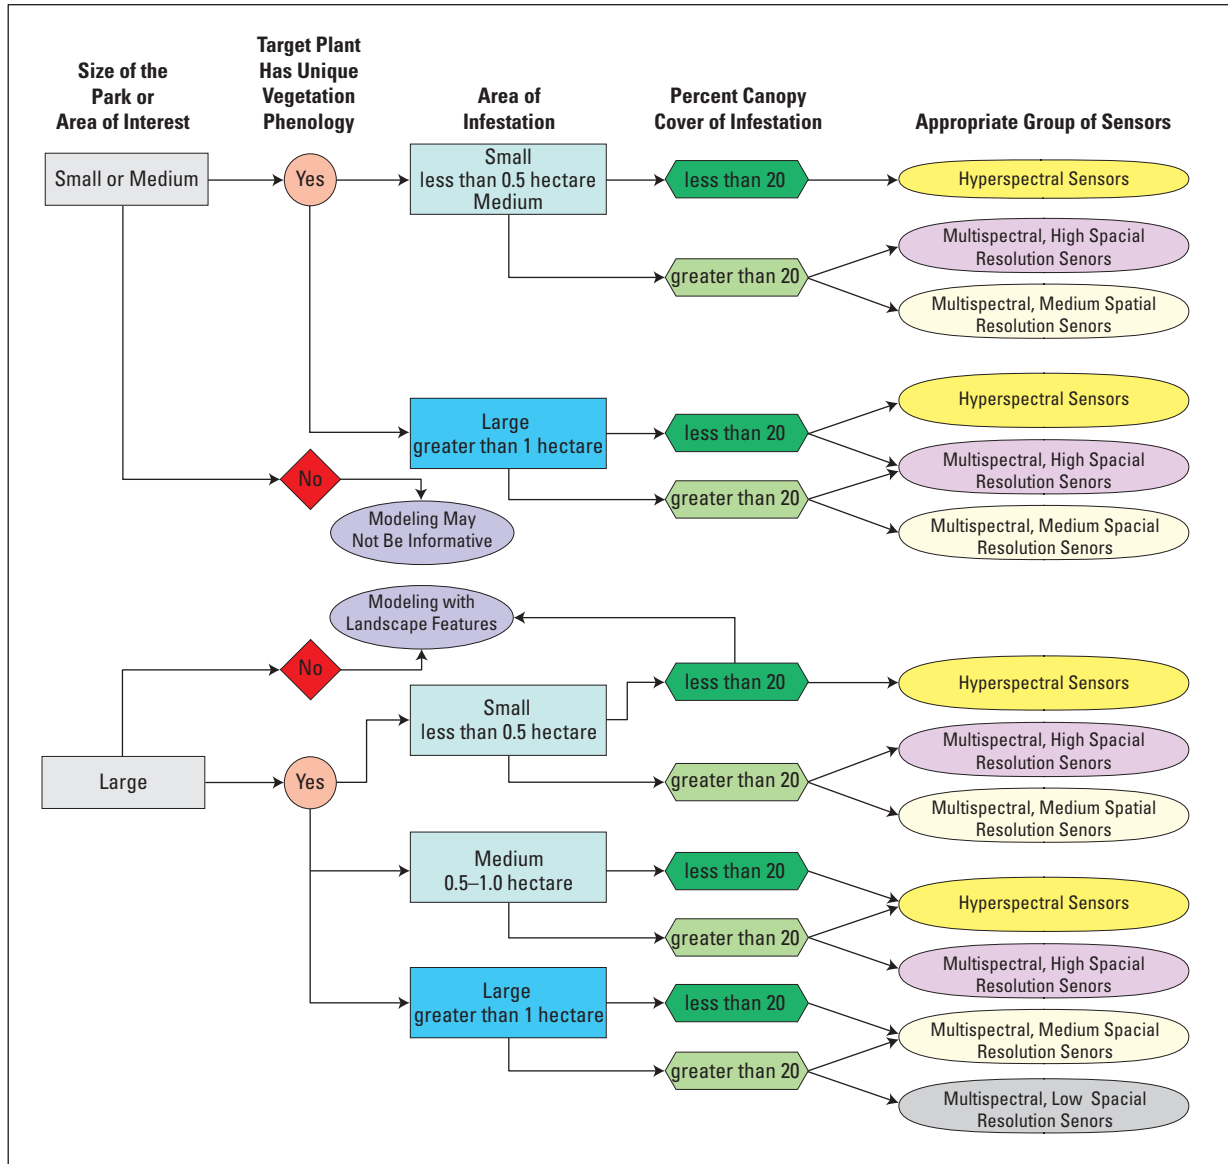 Size of the
Park or
Area of Interest
Target Plant
Has Unique
Vegetation
Phenology
Area of
Infestation
Percent Canopy
Cover of Infestation
Appropriate Group of Sensors
Small or Medium
Yes
Small
less than 0.5 hectare
Medium
less than 20
Hyperspectral Sensors
greater than 20
Multispectral, High Spacial
Resolution Senors
Multispectral, Medium Spatial
Resolution Senors
Large
greater than 1 hectare
less than 20
Hyperspectral Sensors
Multispectral, High Spacial
Resolution Senors
greater than 20
Multispectral, Medium Spacial
Resolution Senors
No
Modeling May
Not Be Informative
Modeling with
Landscape Features
No
Large
Yes
Small
less than 0.5 hectare
less than 20
Hyperspectral Sensors
greater than 20
Multispectral, High Spacial
Resolution Senors
Multispectral, Medium Spatial
Resolution Senors
Medium
0.5–1.0 hectare
less than 20
Hyperspectral Sensors
greater than 20
Multispectral, High Spacial
Resolution Senors
Large
greater than 1 hectare
less than 20
Multispectral, Medium Spacial
Resolution Senors
greater than 20
Multispectral, Low Spacial
Resolution Senors